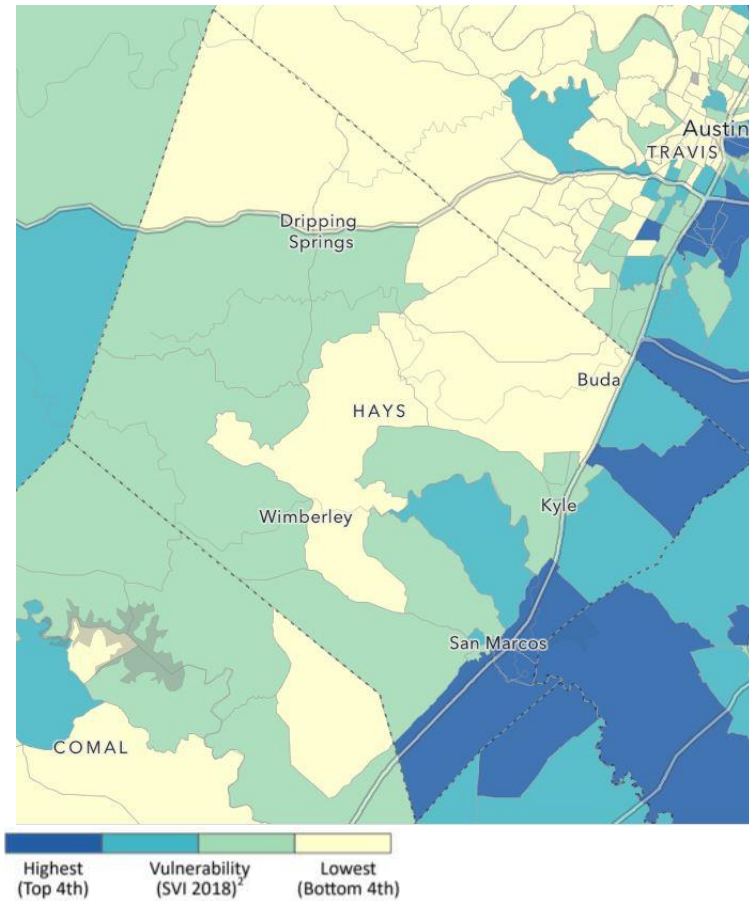 Austin
TRAVIS
Dripping
Springs
Buda
HAYS
Kyle
Wimberley
San Marcos
COMAL
Highest
(Top 4th)
Vulnerability
(SVI 2018)²
Lowest
(Bottom 4th)